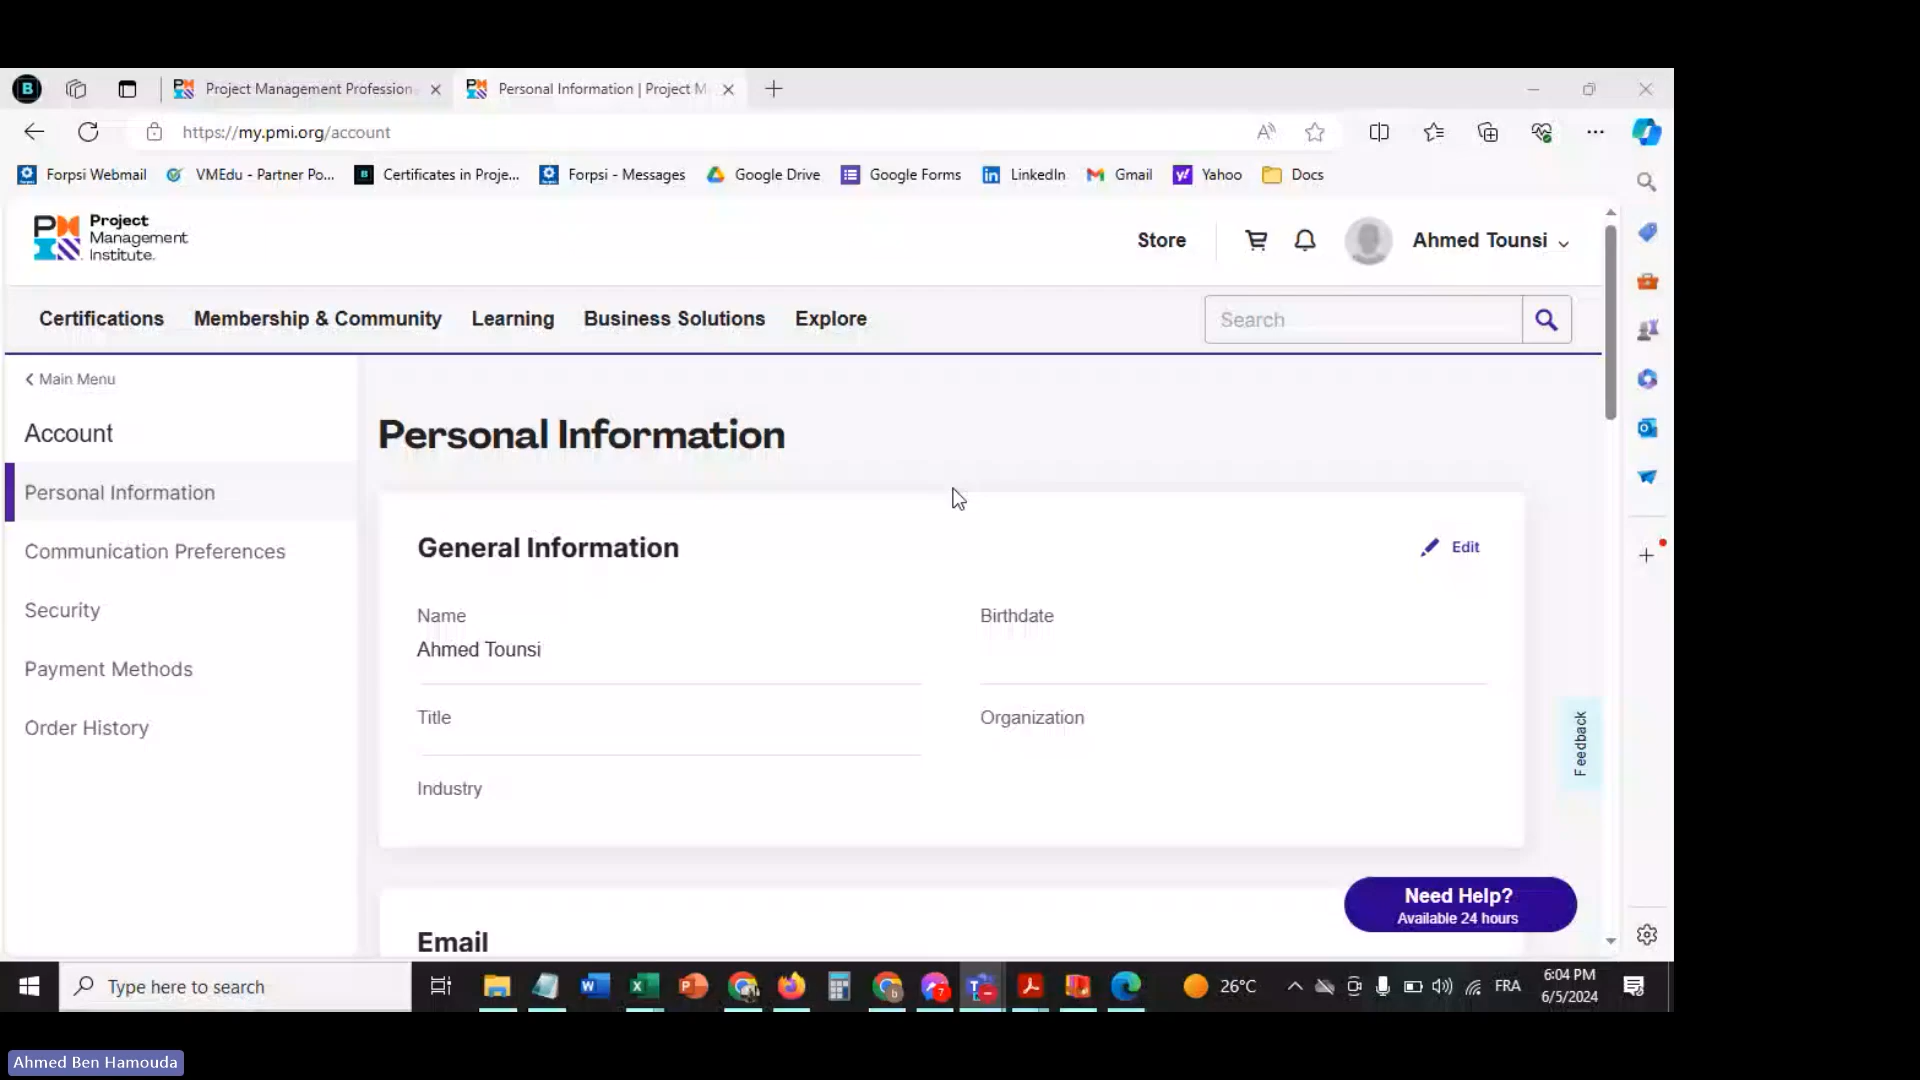 Project Management Profession
Personal Information | Project M
https://my.pmi.org/account
Forpsi Webmail
VMEdu - Partner Po...
Certificates in Proje...
Forpsi - Messages
Google Drive
Google Forms
LinkedIn
Gmail
Yahoo
Docs
Project
Management
Institute.
Store
Ahmed Tounsi
Certifications
Membership & Community
Learning
Business Solutions
Explore
Search
Main Menu
Account
Personal Information
Communication Preferences
Security
Payment Methods
Order History
Personal Information
General Information
Edit
Name
Ahmed Tounsi
Birthdate
Title
Organization
Industry
Feedback
Need Help?
Available 24 hours
Email
Type here to search
26°C
FRA
6:04 PM
6/5/2024
Ahmed Ben Hamouda